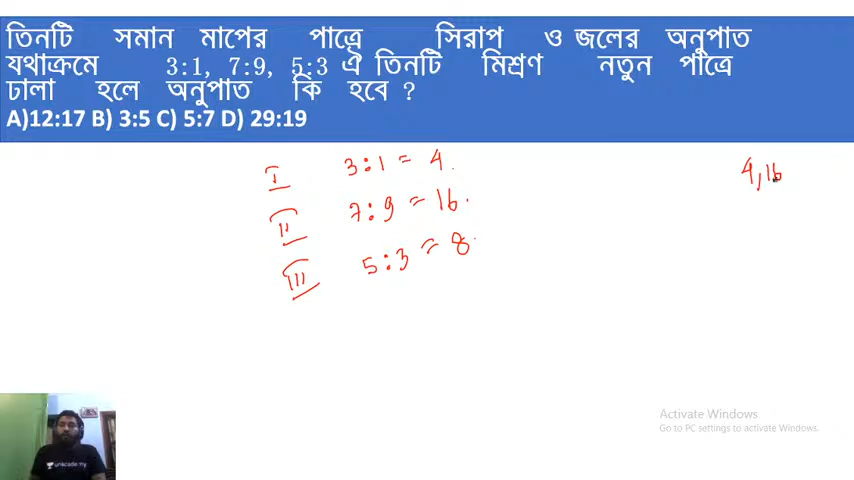 তিনটি সমান মাপের পাত্রে সিরাপ ও জলের অনুপাত
যথাক্রমে 3:1, 7:9, 5:3 ঐ তিনটি মিশ্রণ নতুন পাত্রে
ঢালা হলে অনুপাত কি হবে ?
A)12:17 B) 3:5 C) 5:7 D) 29:19
I 3:1 = 4.
4,16
II 7:9 = 16.
III 5:3 = 8.
Activate Windows
Go to PC settings to activate Windows.
unacademy